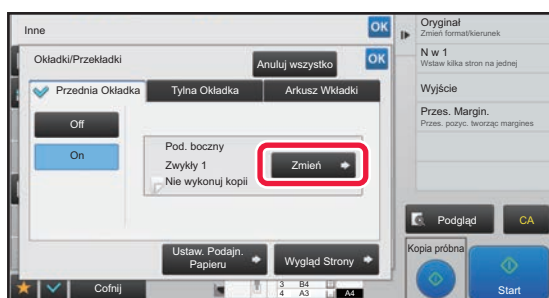 Inne
OK
Okładki/Przekładki
Anuluj wszystko
OK
Przednia Okładka
Tylna Okładka
Arkusz Wkładki
Off
On
Pod. boczny
Zwykły 1
Nie wykonuj kopii
Zmień
Ustaw. Podajn.
Papieru
Wygląd Strony
Cofnij
3 B4
4 A3
A4
Oryginał
Zmień format/kierunek
N w 1
Wstaw kilka stron na jednej
Wyjście
Przes. Margin.
Przes. pozyc. tworząc margines
Podgląd
CA
Kopia próbna
Start